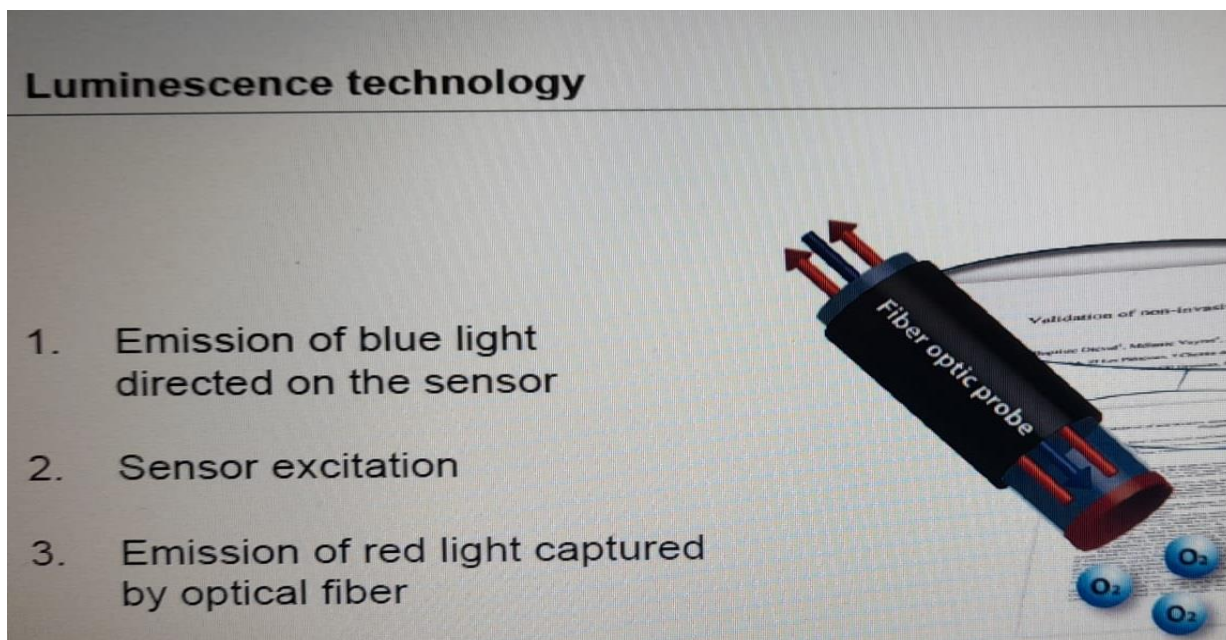 Luminescence technology
1. Emission of blue light
directed on the sensor
2. Sensor excitation
3. Emission of red light captured
by optical fiber
Fiber optic probe
Validation of non-invasi
O₂
O₂
O₂